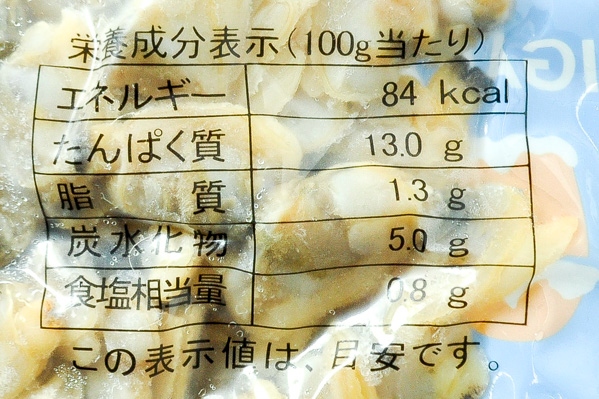 栄養成分表示(100g当たり)
エネルギー 84 kcal
たんぱく質 13.0 g
脂質 1.3 g
炭水化物 5.0 g
食塩相当量 0.8 g
この表示値は、目安です。